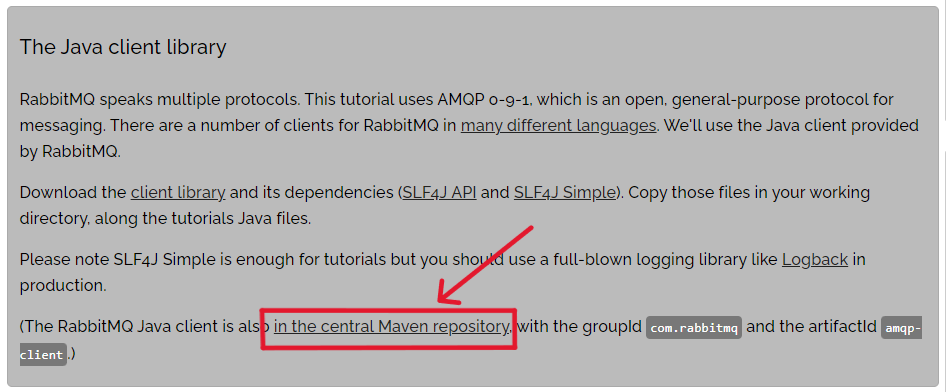 The Java client library
RabbitMQ speaks multiple protocols. This tutorial uses AMQP 0-9-1, which is an open, general-purpose protocol for
messaging. There are a number of clients for RabbitMQ in many different languages. We'll use the Java client provided
by RabbitMQ.
Download the client library and its dependencies (SLF4J API and SLF4J Simple). Copy those files in your working
directory, along the tutorials Java files.
Please note SLF4J Simple is enough for tutorials but you should use a full-blown logging library like Logback in
production.
(The RabbitMQ Java client is also in the central Maven repository, with the groupId com.rabbitmq and the artifactId amqp-
client.)